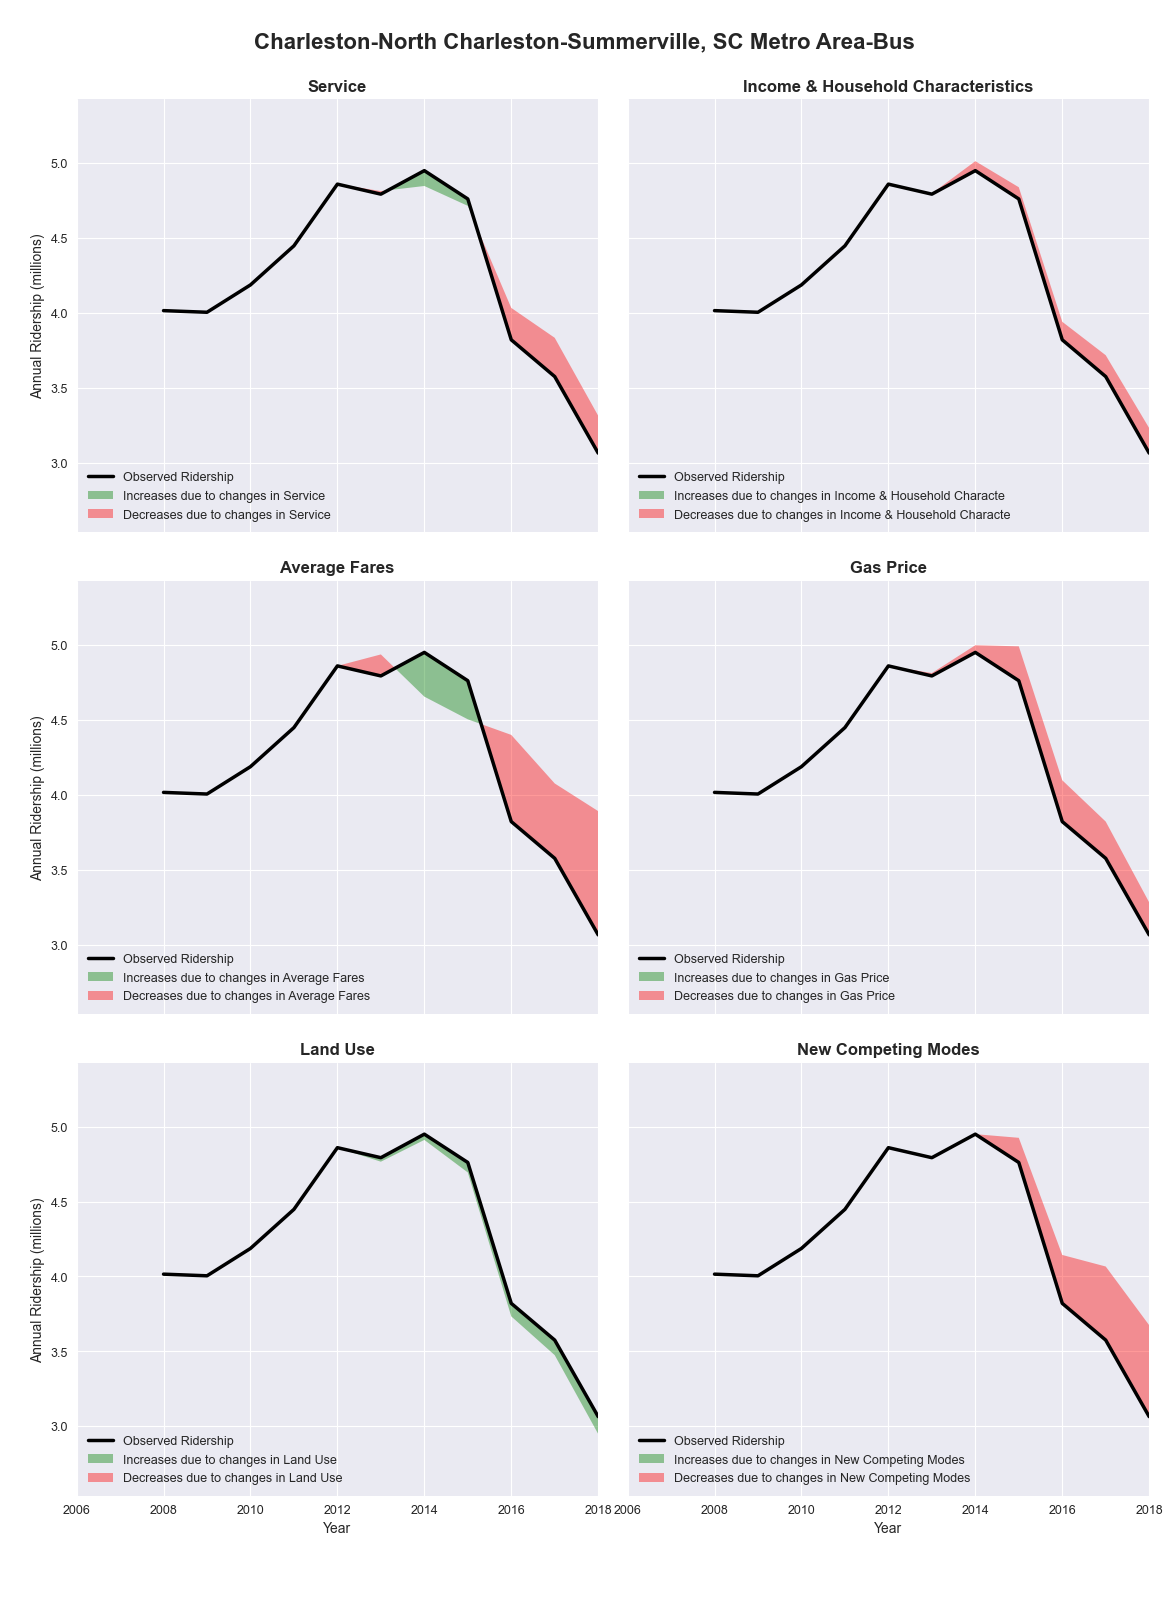 Charleston-North Charleston-Summerville, SC Metro Area-Bus
Service
Annual Ridership (millions)
5.0
4.5
4.0
3.5
3.0
Observed Ridership
Increases due to changes in Service
Decreases due to changes in Service
Income & Household Characteristics
Observed Ridership
Increases due to changes in Income & Household Characte
Decreases due to changes in Income & Household Characte
Average Fares
Annual Ridership (millions)
5.0
4.5
4.0
3.5
3.0
Observed Ridership
Increases due to changes in Average Fares
Decreases due to changes in Average Fares
Gas Price
Observed Ridership
Increases due to changes in Gas Price
Decreases due to changes in Gas Price
Land Use
Annual Ridership (millions)
5.0
4.5
4.0
3.5
3.0
Observed Ridership
Increases due to changes in Land Use
Decreases due to changes in Land Use
2006 2008 2010 2012 2014 2016 2018
Year
New Competing Modes
Observed Ridership
Increases due to changes in New Competing Modes
Decreases due to changes in New Competing Modes
2006 2008 2010 2012 2014 2016 2018
Year